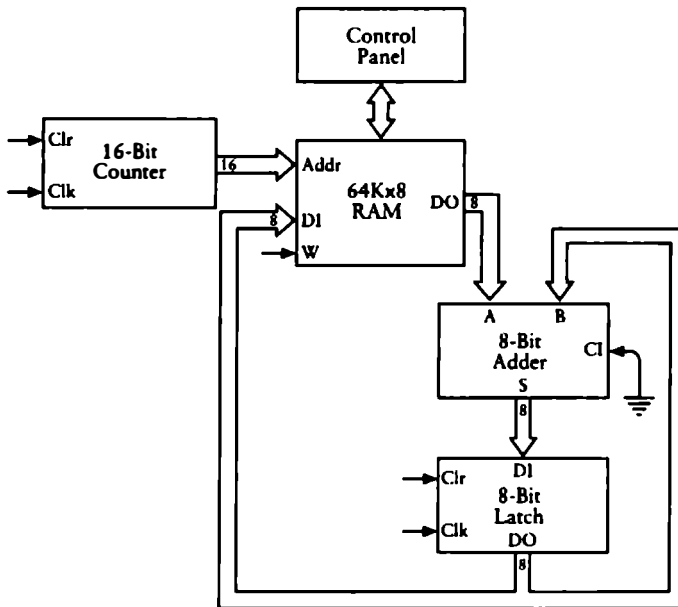 Control
Panel
Clr
16-Bit
Counter
Clk
16
Addr
64Kx8
RAM
DO
8
8
DI
W
A
B
8-Bit
Adder
CI
S
8
DI
Clr
8-Bit
Latch
Clk
DO
8